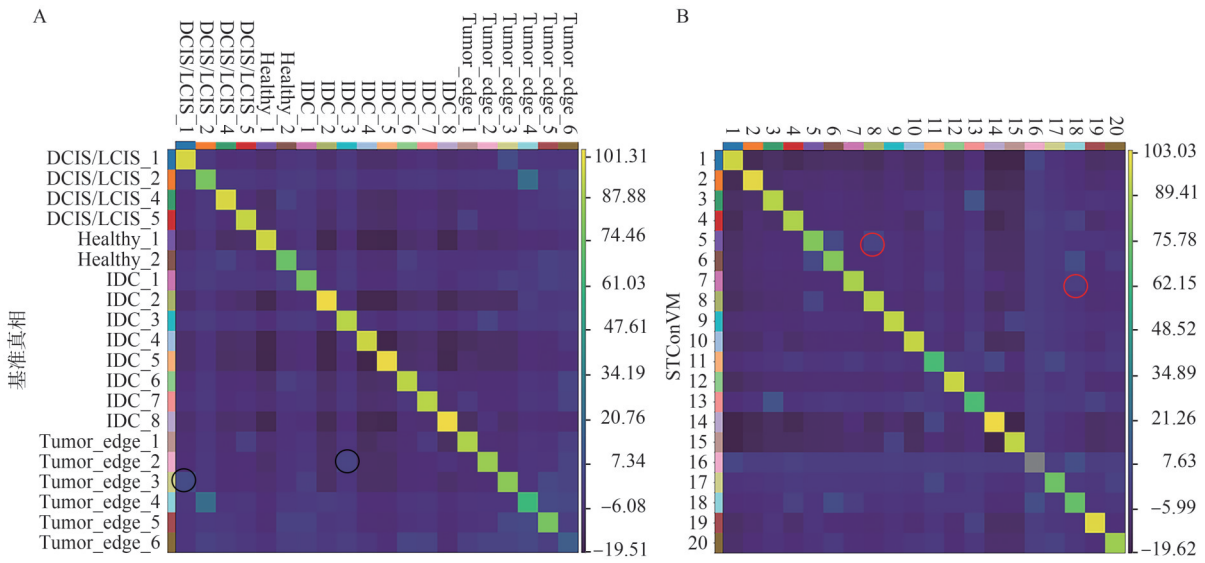 A
DCIS/LCIS_1
DCIS/LCIS_2
DCIS/LCIS_4
DCIS/LCIS_5
Healthy_1
Healthy_2
IDC_1
IDC_2
IDC_3
IDC_4
IDC_5
IDC_6
IDC_7
IDC_8
Tumor_edge_1
Tumor_edge_2
Tumor_edge_3
Tumor_edge_4
Tumor_edge_5
Tumor_edge_6
基准真相
DCIS/LCIS_1
DCIS/LCIS_2
DCIS/LCIS_4
DCIS/LCIS_5
Healthy_1
Healthy_2
IDC_1
IDC_2
IDC_3
IDC_4
IDC_5
IDC_6
IDC_7
IDC_8
Tumor_edge_1
Tumor_edge_2
Tumor_edge_3
Tumor_edge_4
Tumor_edge_5
Tumor_edge_6
101.31
87.88
74.46
61.03
47.61
34.19
20.76
7.34
−6.08
−19.51
B
1 2 3 4 5 6 7 8 9 10 11 12 13 14 15 16 17 18 19 20
STConVM
1
2
3
4
5
6
7
8
9
10
11
12
13
14
15
16
17
18
19
20
103.03
89.41
75.78
62.15
48.52
34.89
21.26
7.63
−5.99
−19.62